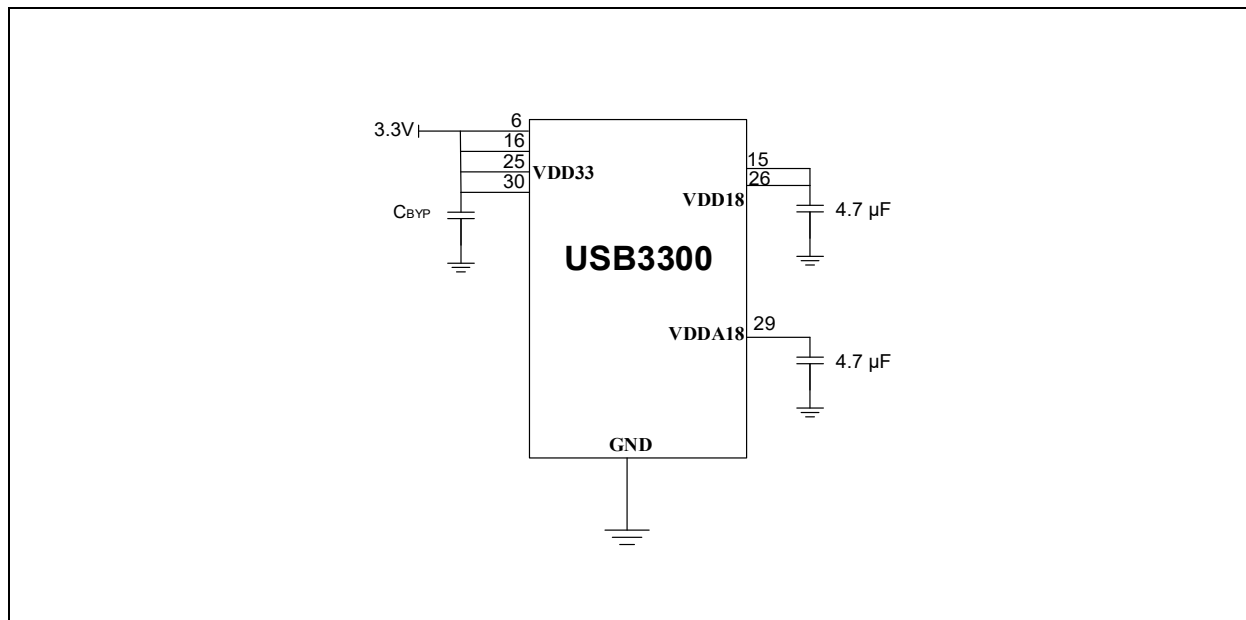 3.3V
6
16
25
30
VDD33
CBYP
15
26
VDD18
4.7 µF
USB3300
29
VDDA18
4.7 µF
GND